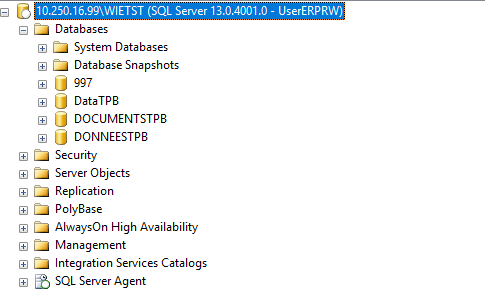 10.250.16.99\WIETST (SQL Server 13.0.4001.0 - UserERPRW)
Databases
System Databases
Database Snapshots
997
DataTPB
DOCUMENTSTPB
DONNEESTPB
Security
Server Objects
Replication
PolyBase
AlwaysOn High Availability
Management
Integration Services Catalogs
SQL Server Agent